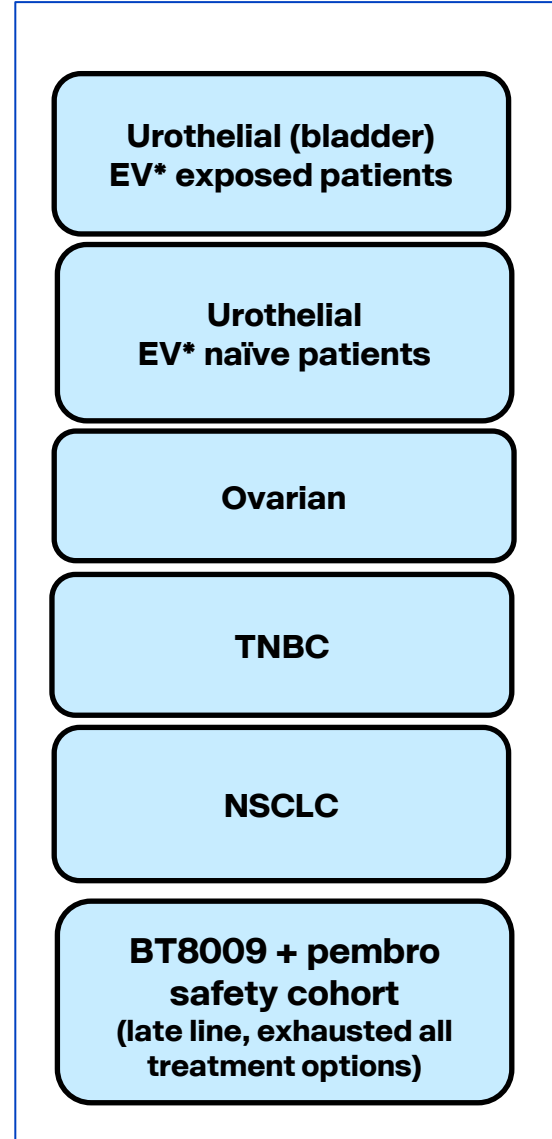 Urothelial (bladder)
EV* exposed patients
Urothelial
EV* naïve patients
Ovarian
TNBC
NSCLC
BT8009 + pembro
safety cohort
(late line, exhausted all
treatment options)